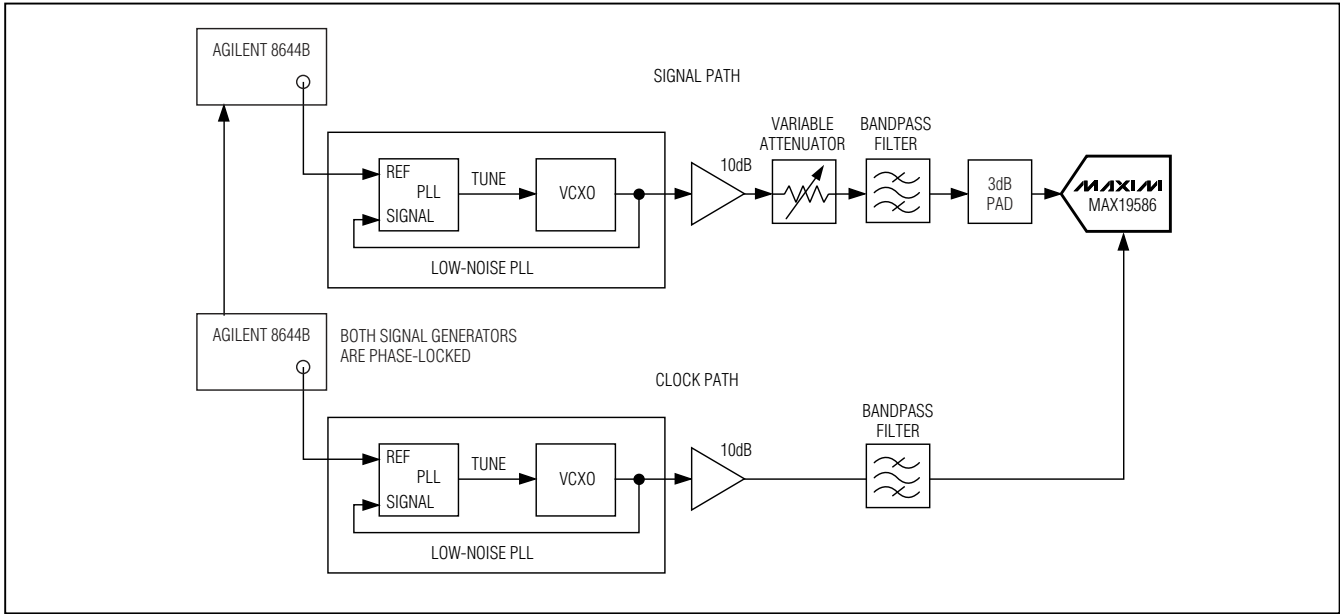 AGILENT 8644B
SIGNAL PATH
REF
PLL
SIGNAL
TUNE
VCXO
LOW-NOISE PLL
10dB
VARIABLE
ATTENUATOR
BANDPASS
FILTER
3dB
PAD
MAXIM
MAX19586
AGILENT 8644B
BOTH SIGNAL GENERATORS
ARE PHASE-LOCKED
CLOCK PATH
REF
PLL
SIGNAL
TUNE
VCXO
LOW-NOISE PLL
10dB
BANDPASS
FILTER